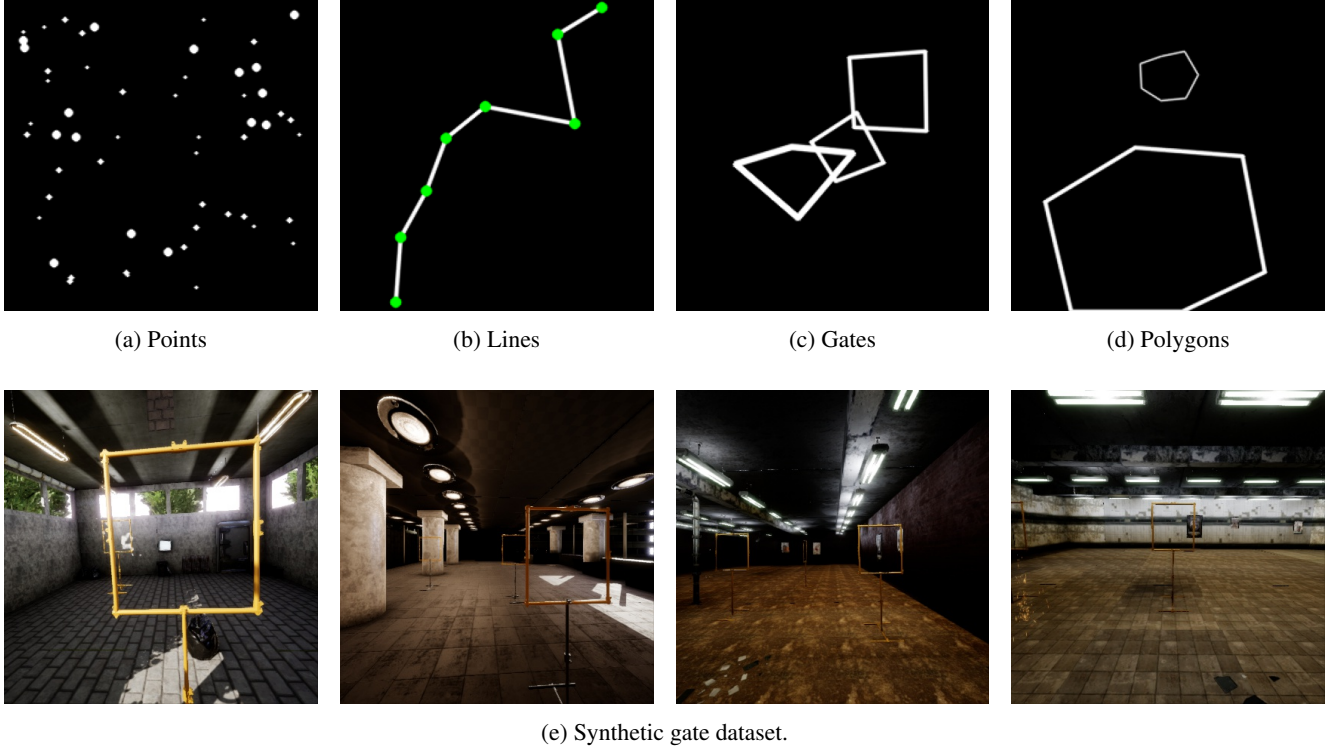 (a) Points
(b) Lines
(c) Gates
(d) Polygons
(e) Synthetic gate dataset.